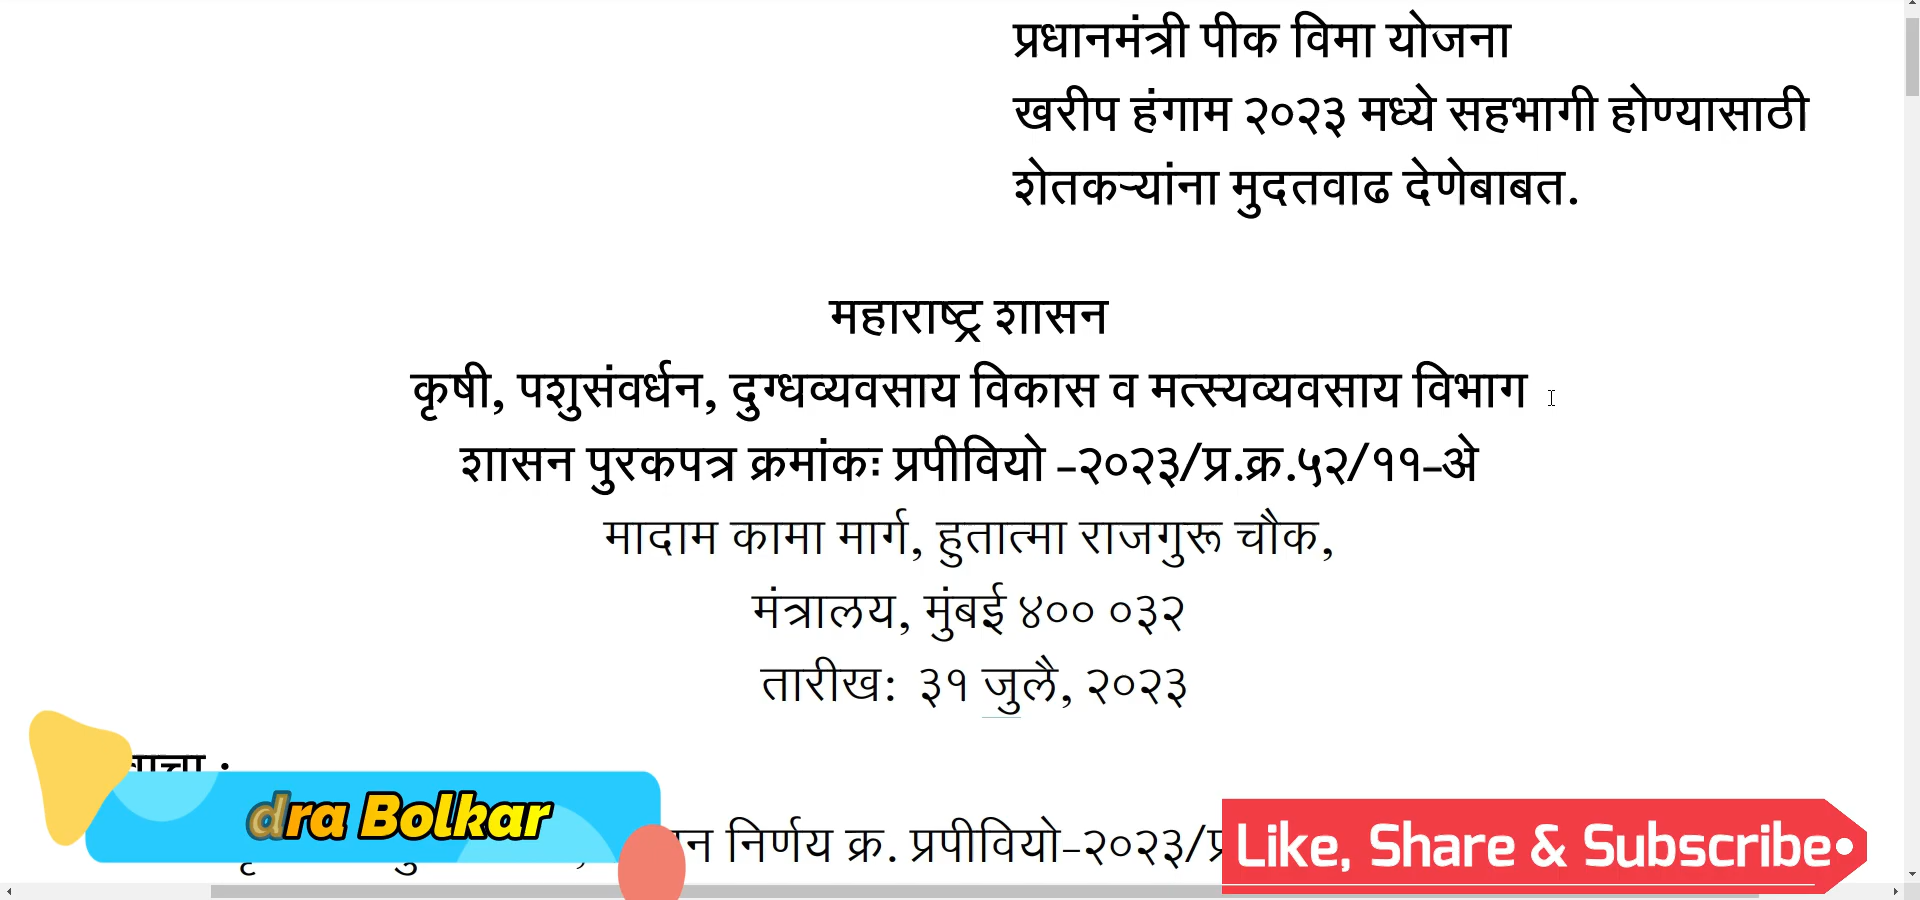 प्रधानमंत्री पीक विमा योजना
खरीप हंगाम २०२३ मध्ये सहभागी होण्यासाठी
शेतकऱ्यांना मुदतवाढ देणेबाबत.
महाराष्ट्र शासन
कृषी, पशुसंवर्धन, दुग्धव्यवसाय विकास व मत्स्यव्यवसाय विभाग
शासन पुरकपत्र क्रमांकः प्रपीवियो -२०२३/प्र.क्र.५२/११-अे
मादाम कामा मार्ग, हुतात्मा राजगुरू चौक,
मंत्रालय, मुंबई ४०० ०३२
तारीख: ३१ जुलै, २०२३
dra Bolkar
निर्णय क्र. प्रपीवियो-२०२३/
Like, Share & Subscribe